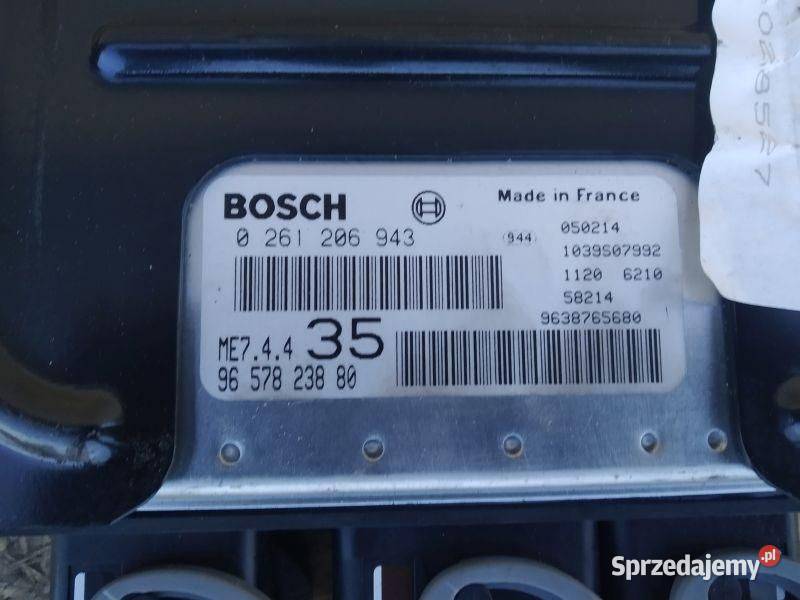 BOSCH
Made in France
0 261 206 943
(944)
050214
1039S07992
1120 6210
58214
9638765680
ME7.4.4 35
96 578 238 80
Sprzedajemy.pl